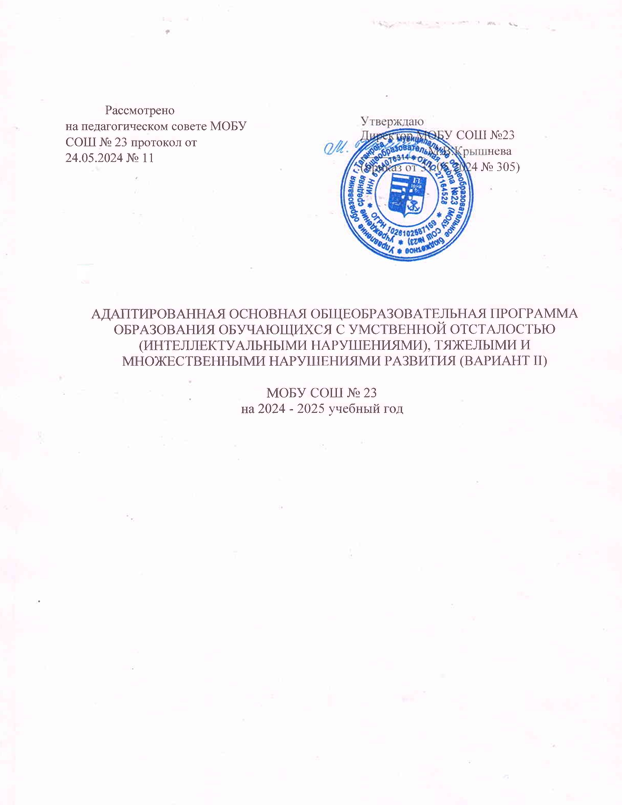 Рассмотрено
на педагогическом совете МОБУ
СОШ № 23 протокол от
24.05.2024 № 11
Утверждаю
Директор МОБУ СОШ №23
Крышнева
№ 305)
АДАПТИРОВАННАЯ ОСНОВНАЯ ОБЩЕОБРАЗОВАТЕЛЬНАЯ ПРОГРАММА
ОБРАЗОВАНИЯ ОБУЧАЮЩИХСЯ С УМСТВЕННОЙ ОТСТАЛОСТЬЮ
(ИНТЕЛЛЕКТУАЛЬНЫМИ НАРУШЕНИЯМИ), ТЯЖЕЛЫМИ И
МНОЖЕСТВЕННЫМИ НАРУШЕНИЯМИ РАЗВИТИЯ (ВАРИАНТ II)
МОБУ СОШ № 23
на 2024 - 2025 учебный год